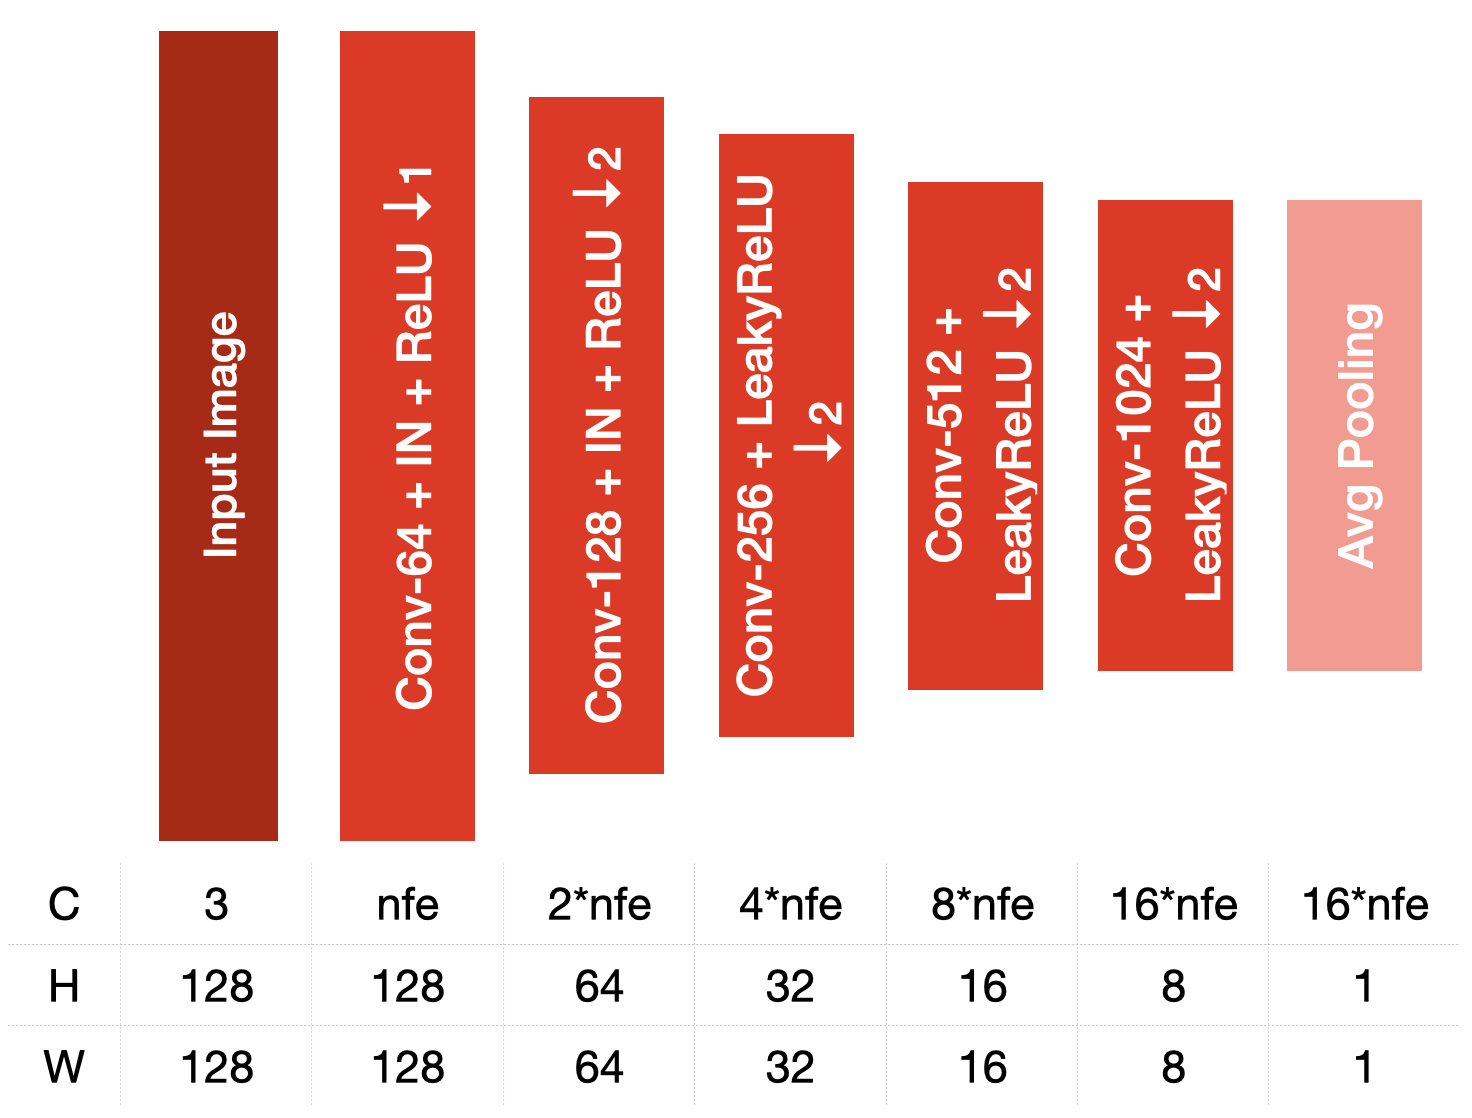 Input Image
Conv-64 + IN + ReLU ↓1
Conv-128 + IN + ReLU ↓2
Conv-256 + LeakyReLU
↓2
Conv-512 +
LeakyReLU ↓2
Conv-1024 +
LeakyReLU ↓2
Avg Pooling
C 3 nfe 2*nfe 4*nfe 8*nfe 16*nfe 16*nfe
H 128 128 64 32 16 8 1
W 128 128 64 32 16 8 1